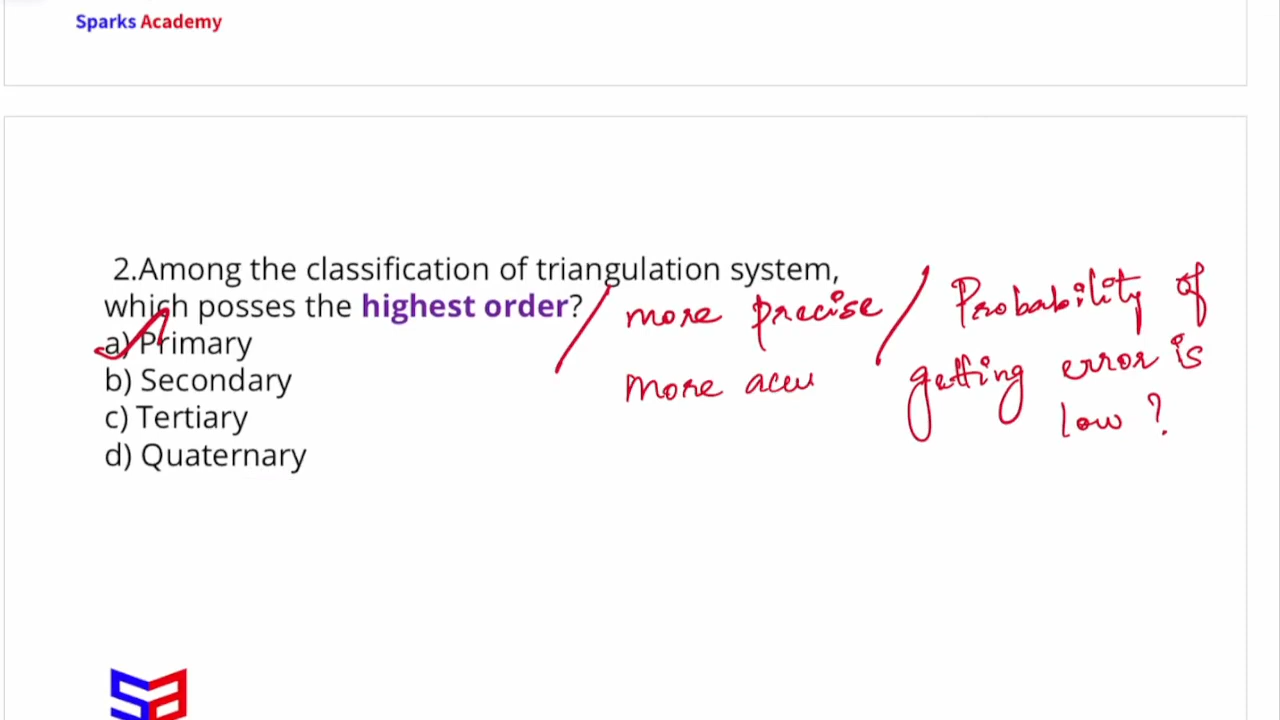 Sparks Academy
2.Among the classification of triangulation system,
which posses the highest order?
a) Primary
b) Secondary
c) Tertiary
d) Quaternary
/ more precise /
more accu
Probability of
getting error is
low ?